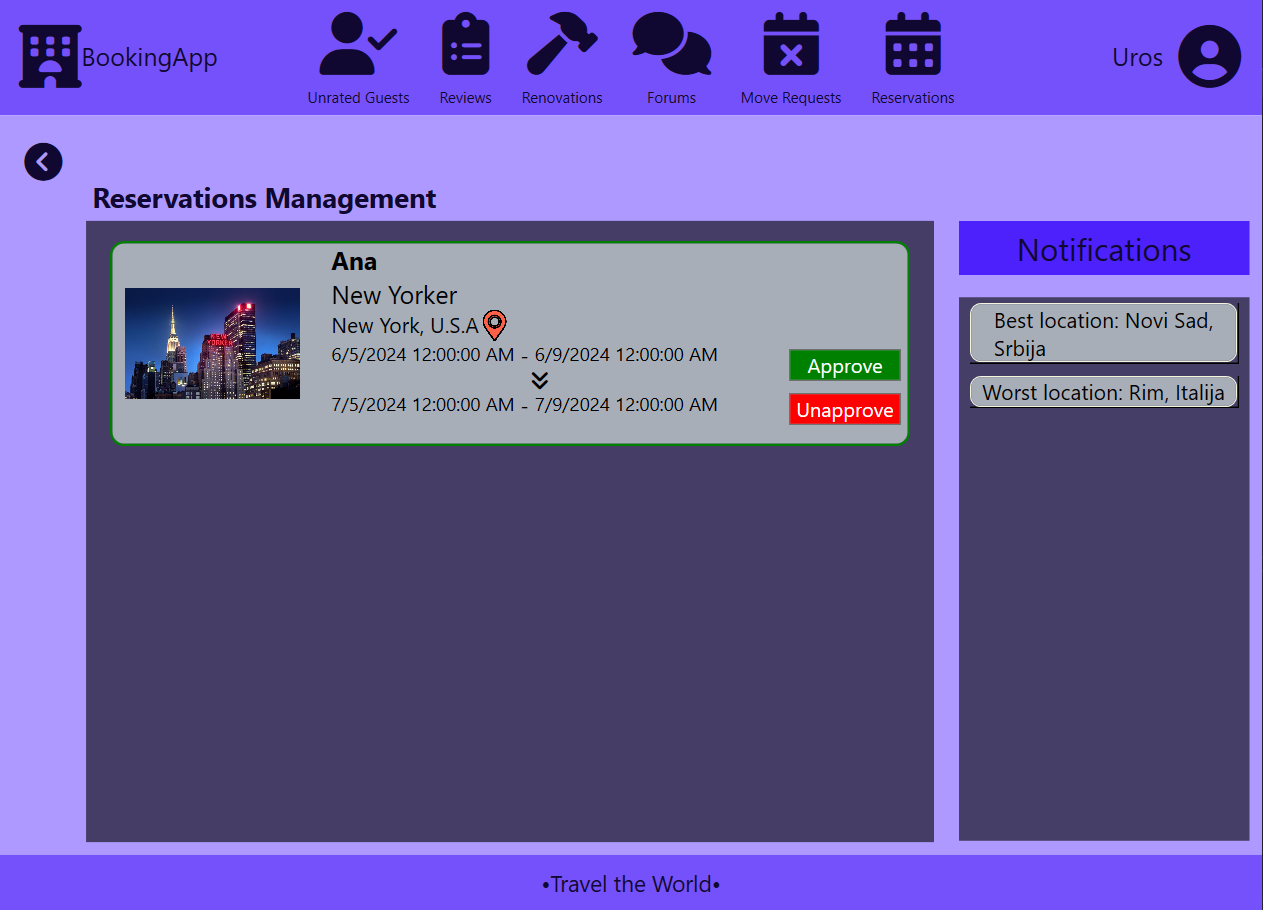 BookingApp
Unrated Guests
Reviews
Renovations
Forums
Move Requests
Reservations
Uros
Reservations Management
Ana
New Yorker
New York, U.S.A
6/5/2024 12:00:00 AM - 6/9/2024 12:00:00 AM
7/5/2024 12:00:00 AM - 7/9/2024 12:00:00 AM
Approve
Unapprove
NEW
YORKER
Notifications
Best location: Novi Sad,
Srbija
Worst location: Rim, Italija
•Travel the World•